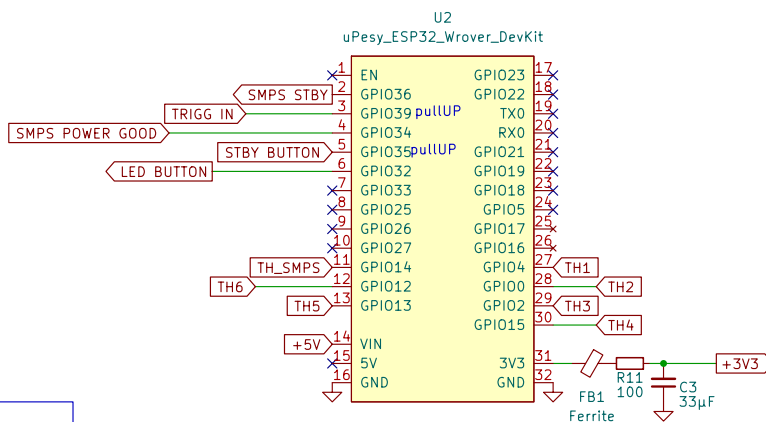 U2
uPesy_ESP32_Wrover_DevKit
1 EN GPIO23 17
SMPS STBY 2 GPIO36 GPIO22 18
TRIGG IN 3 GPIO39 pullUP TX0 19
SMPS POWER GOOD 4 GPIO34 RX0 20
STBY BUTTON 5 GPIO35 pullUP GPIO21 21
LED BUTTON 6 GPIO32 GPIO19 22
7 GPIO33 GPIO18 23
8 GPIO25 GPIO5 24
9 GPIO26 GPIO17 25
10 GPIO27 GPIO16 26
TH_SMPS 11 GPIO14 GPIO4 27 TH1
TH6 12 GPIO12 GPIO0 28 TH2
TH5 13 GPIO13 GPIO2 29 TH3
GPIO15 30 TH4
+5V 14 VIN
15 5V 3V3 31 +3V3
16 GND GND 32
R11
100
C3
33µF
FB1
Ferrite